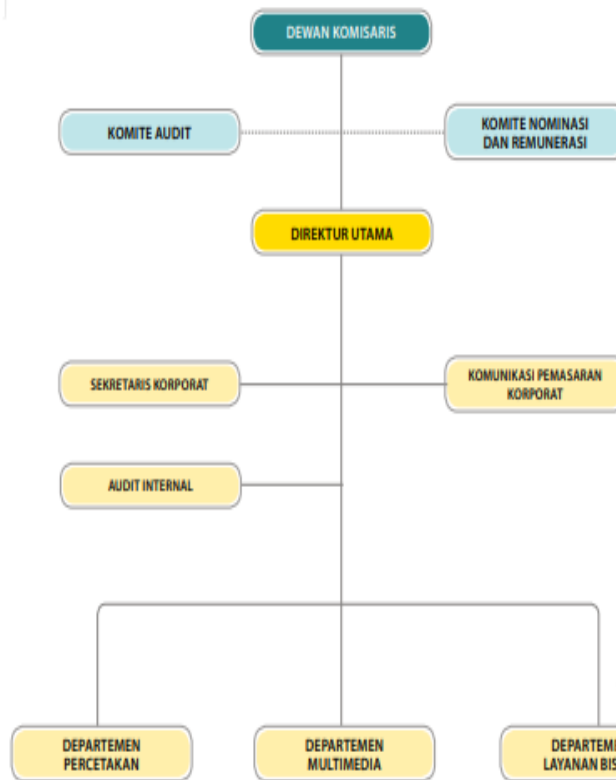 DEWAN KOMISARIS
KOMITE AUDIT
KOMITE NOMINASI
DAN REMUNERASI
DIREKTUR UTAMA
SEKRETARIS KORPORAT
KOMUNIKASI PEMASARAN
KORPORAT
AUDIT INTERNAL
DEPARTEMEN
PERCETAKAN
DEPARTEMEN
MULTIMEDIA
LAYANAN